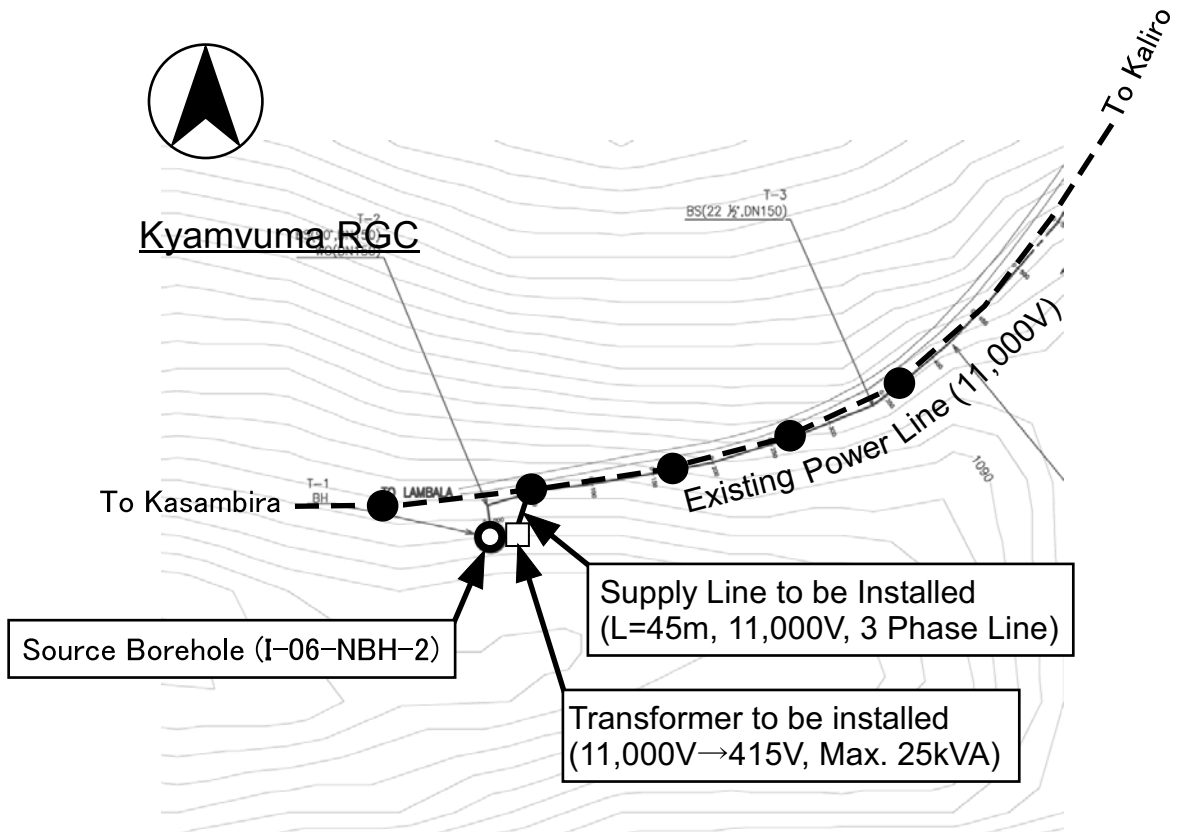 To Kaliro
T-3
BS(22 ½°,DN150)
T-2
Kyamvuma RGC
WO(DN150)
Existing Power Line (11,000V)
1090
T-1
BH
To Kasambira
TO LAMBALA
Supply Line to be Installed
(L=45m, 11,000V, 3 Phase Line)
Source Borehole (I-06-NBH-2)
Transformer to be installed
(11,000V→415V, Max. 25kVA)